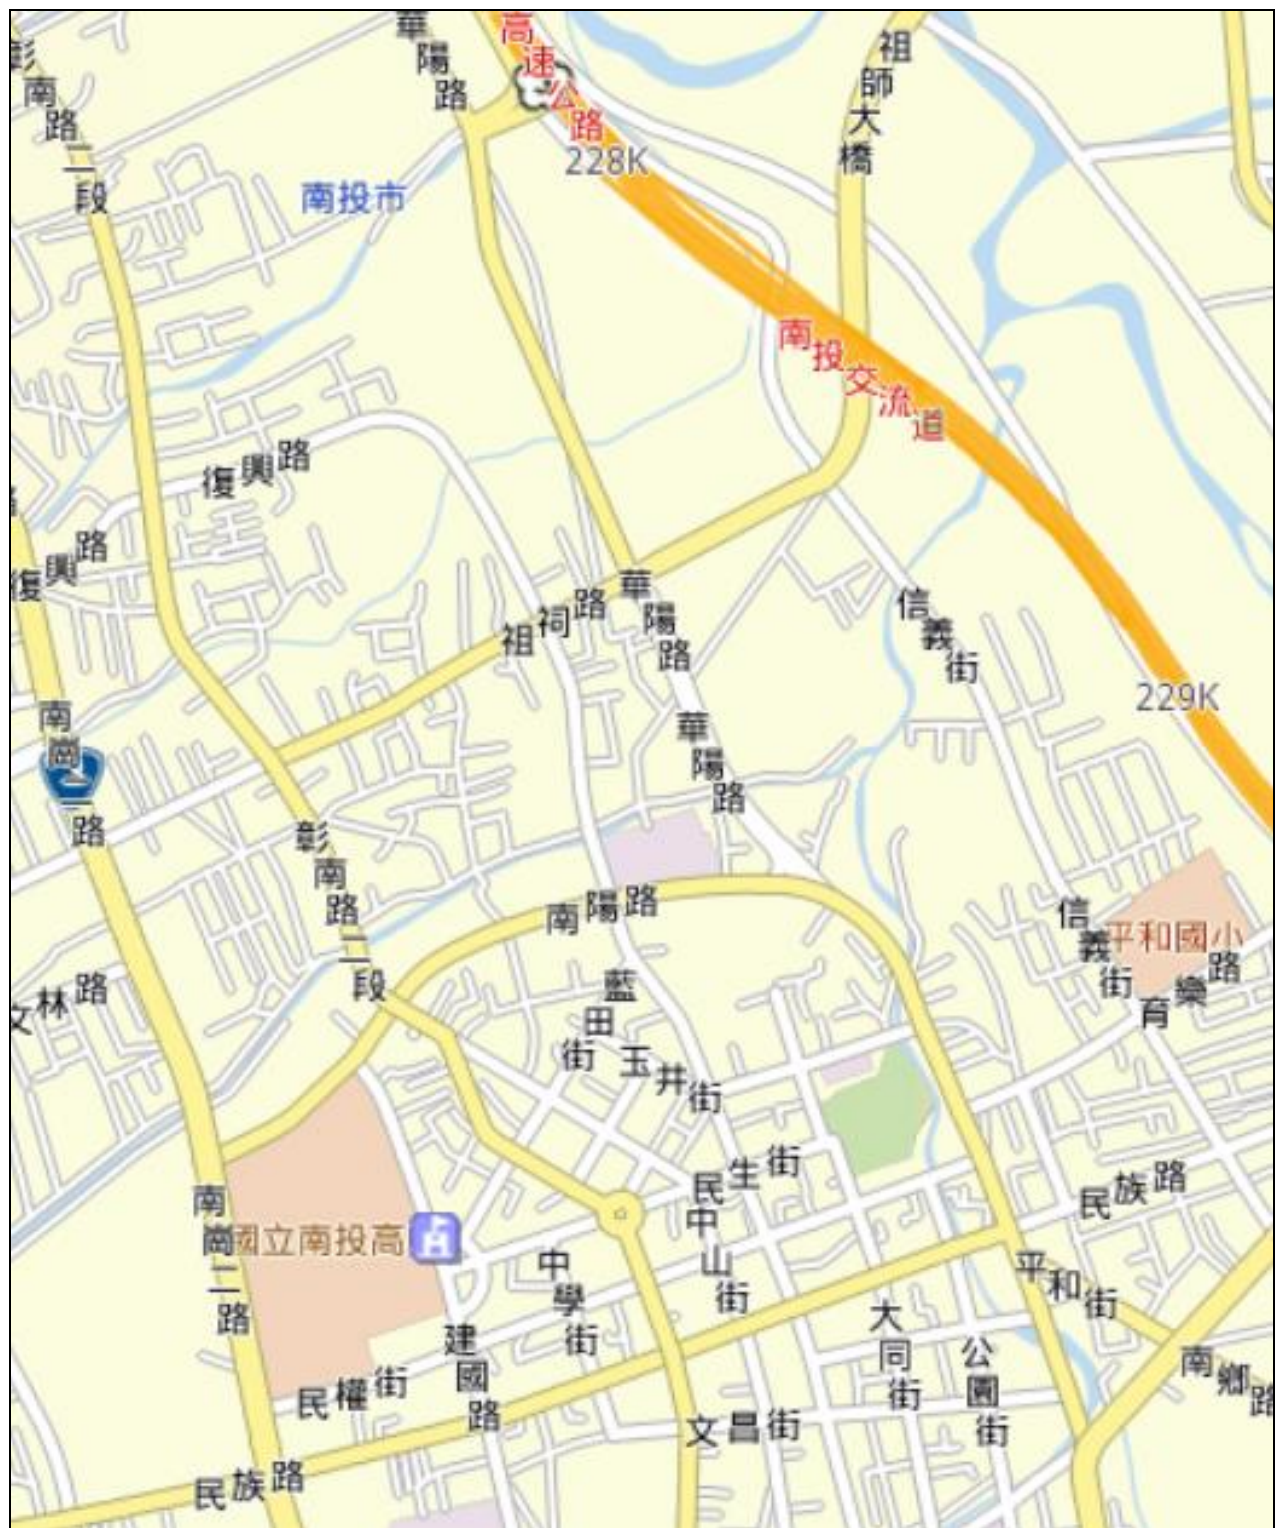 華陽路
高速公路
祖師大橋
彰南路二段
228K
南投市
南投交流道
復興路
復興路
華陽路
祖祠路
信義街
229K
南崗二路
華陽路
彰南路二段
南陽路
信義街
平和國小
育樂路
文林路
藍田街
玉井街
民生街
民族路
南崗二路
國立南投高
中山街
中學街
平和街
大同街
建國路
公園街
南鄉路
民權街
文昌街
民族路